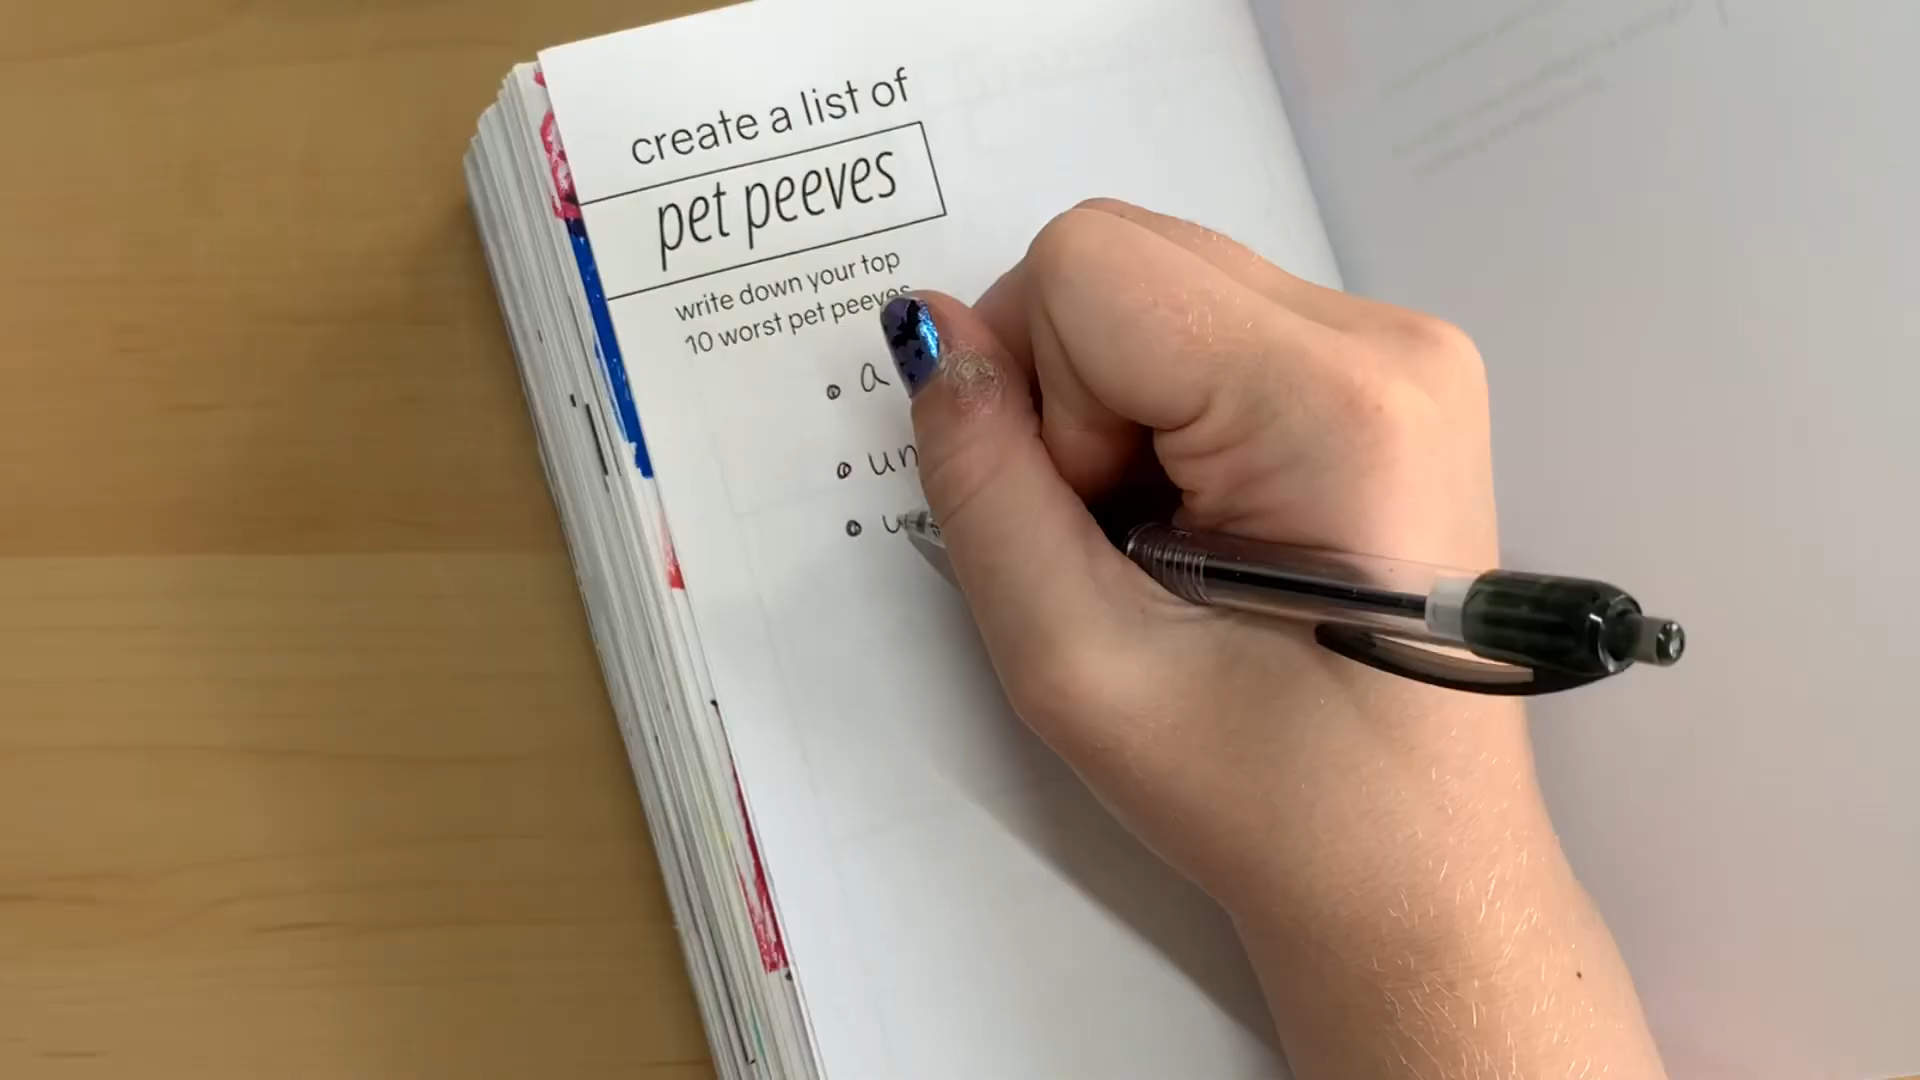 create a list of
pet peeves
write down your top
10 worst pet peeves
a
un